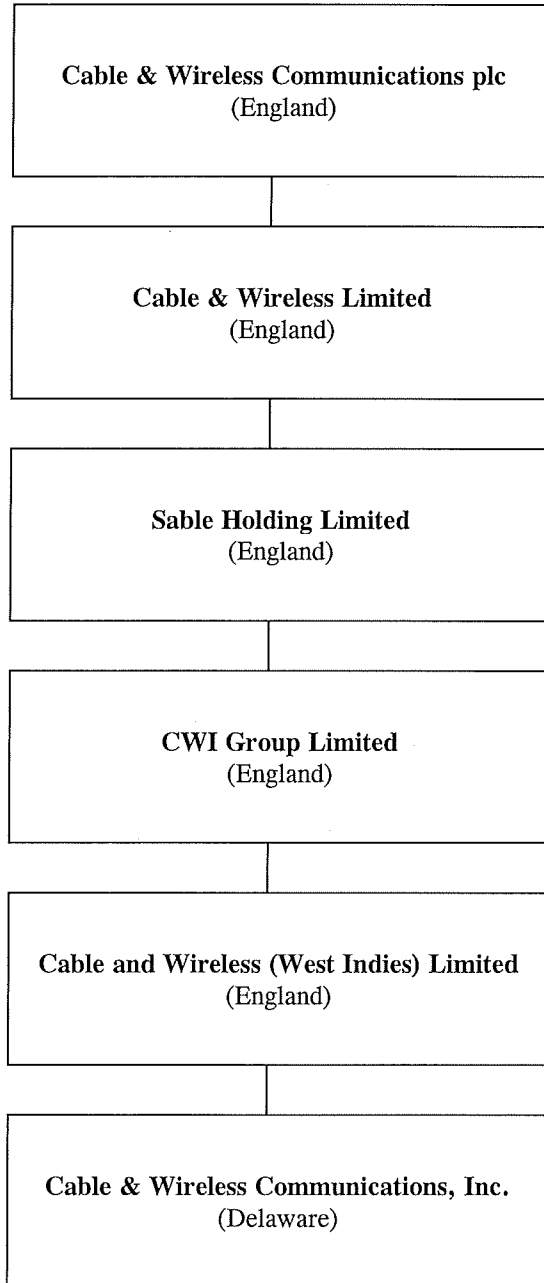 Cable & Wireless Communications plc
(England)
Cable & Wireless Limited
(England)
Sable Holding Limited
(England)
CWI Group Limited
(England)
Cable and Wireless (West Indies) Limited
(England)
Cable & Wireless Communications, Inc.
(Delaware)